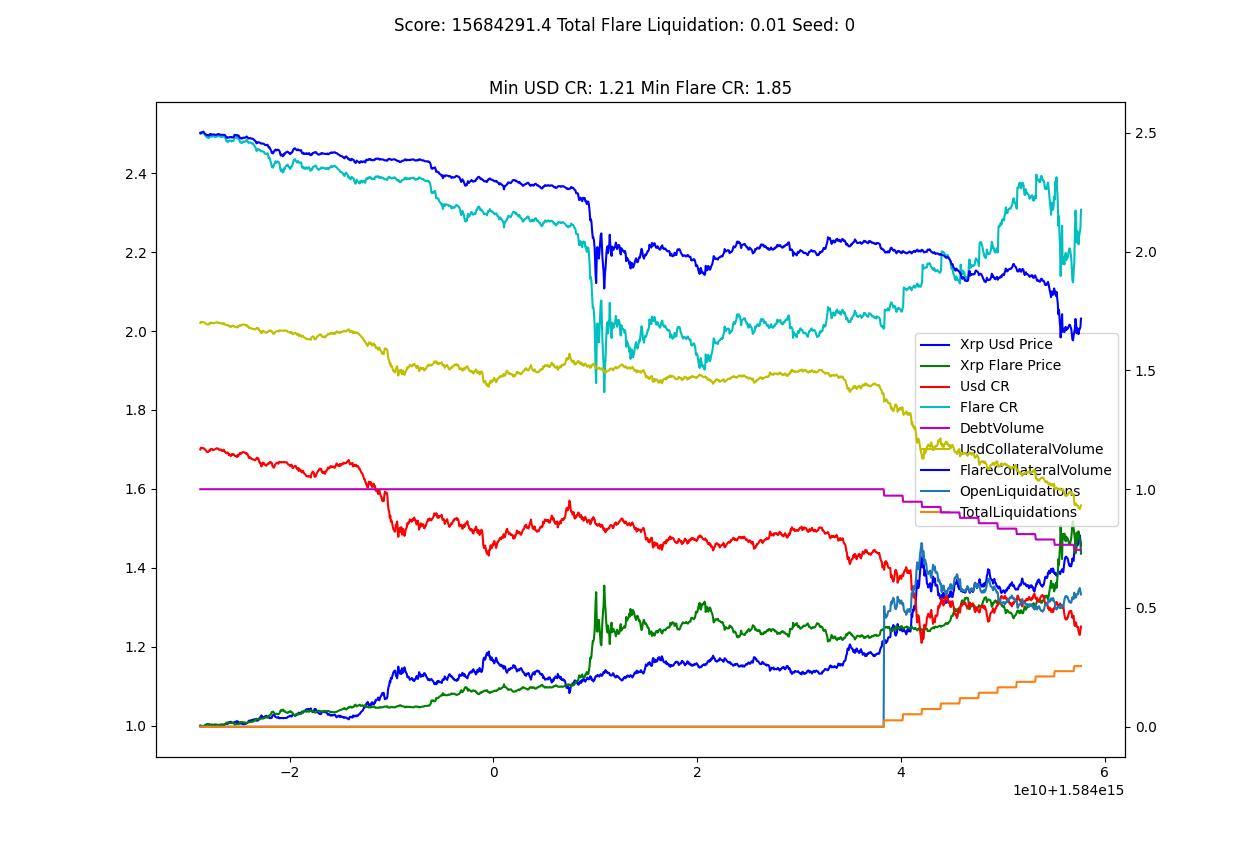 Score: 15684291.4 Total Flare Liquidation: 0.01 Seed: 0
Min USD CR: 1.21 Min Flare CR: 1.85
2.4
2.2
2.0
1.8
1.6
1.4
1.2
1.0
2.5
2.0
1.5
1.0
0.5
0.0
Xrp Usd Price
Xrp Flare Price
Usd CR
Flare CR
DebtVolume
UsdCollateralVolume
FlareCollateralVolume
OpenLiquidations
TotalLiquidations
−2
0
2
4
6
1e10+1.584e15